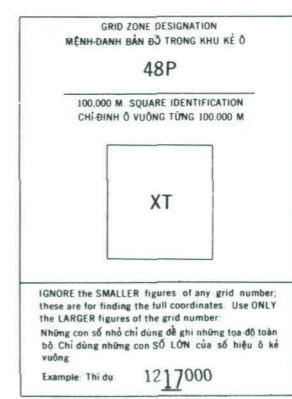 GRID ZONE DESIGNATION
MỆNH-DANH BẢN ĐỒ TRONG KHU KẺ Ô
48P
100,000 M. SQUARE IDENTIFICATION
CHỈ-ĐỊNH Ô VUÔNG TỪNG 100.000 M
XT
IGNORE the SMALLER figures of any grid number;
these are for finding the full coordinates. Use ONLY
the LARGER figures of the grid number:
Những con số nhỏ chỉ dùng để ghi những tọa-độ toàn
bộ. Chỉ dùng những con SỐ LỚN của số hiệu ô kẻ
vuông
Example: Thí dụ: 1217000